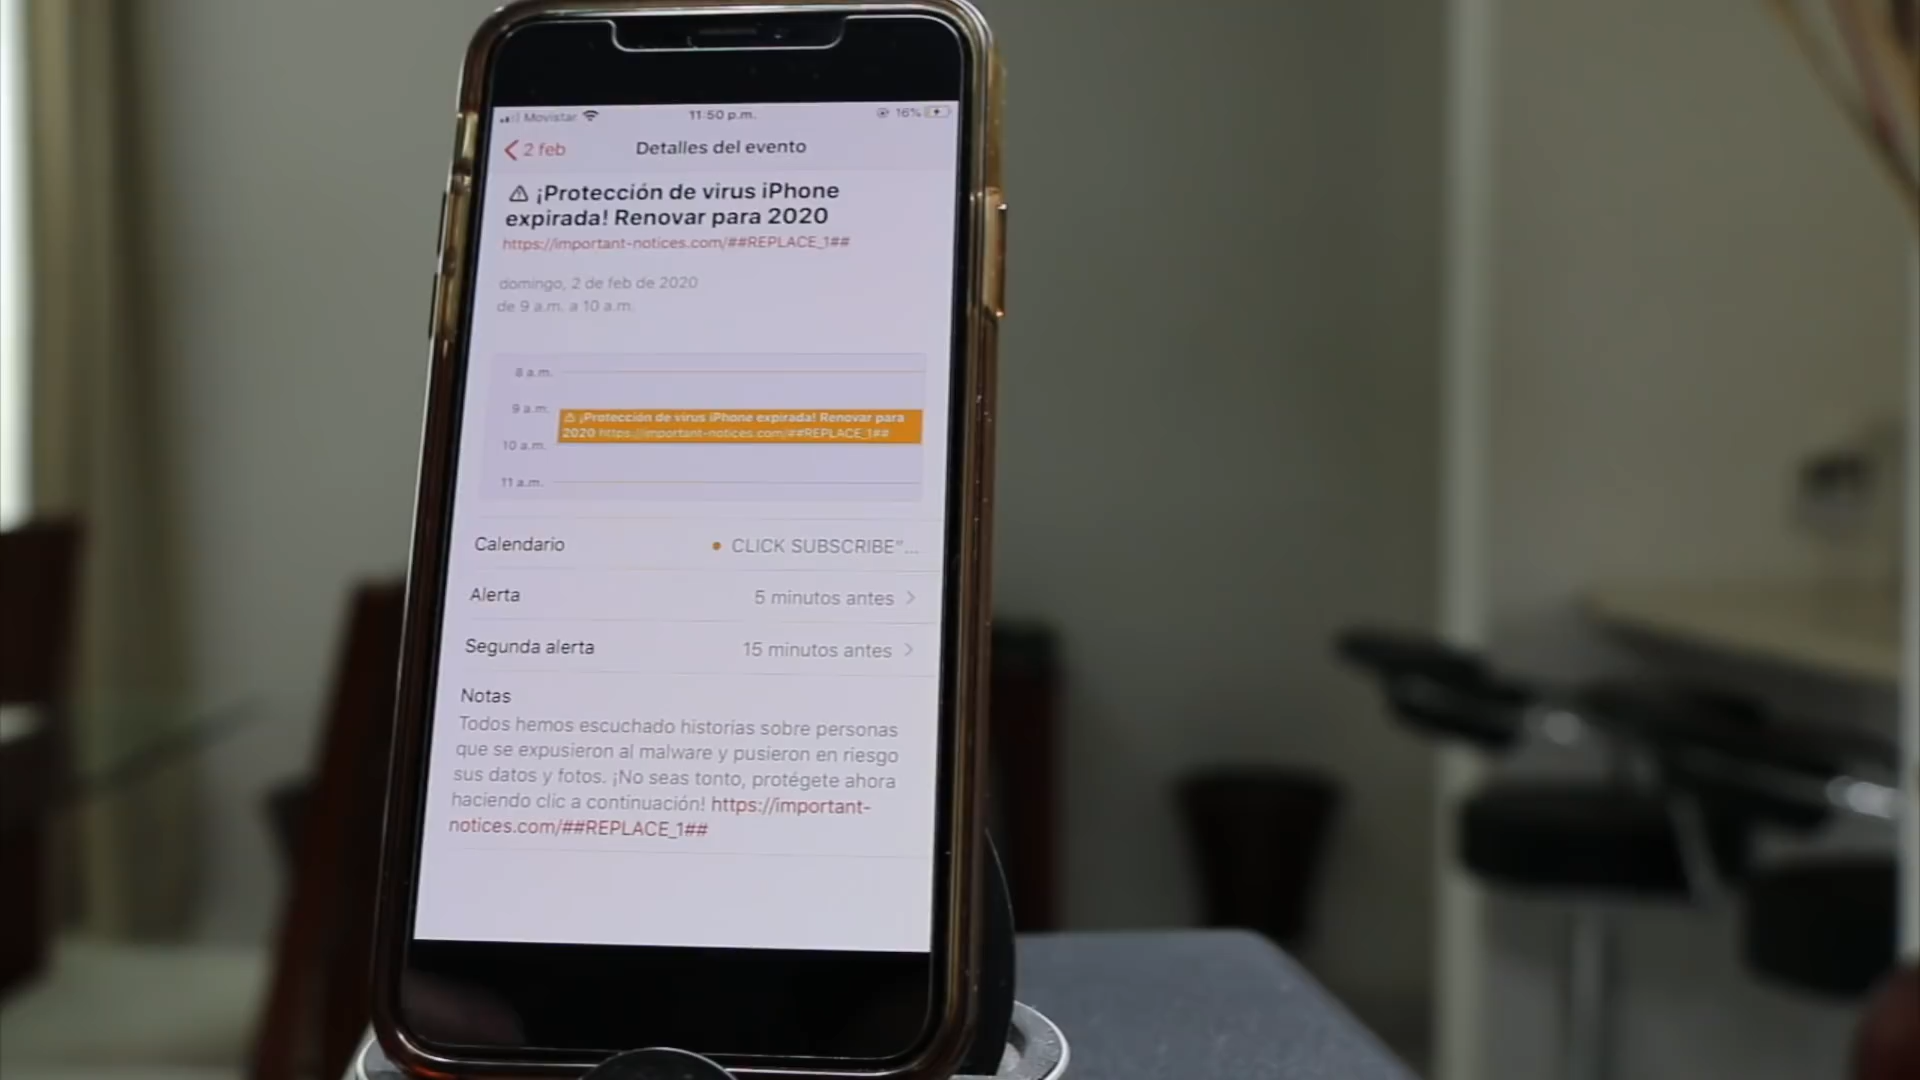 Movistar 11:50 p.m. 16%
2 feb Detalles del evento
⚠ ¡Protección de virus iPhone
expirada! Renovar para 2020
https://important-notices.com/##REPLACE_1##
domingo, 2 de feb de 2020
de 9 a.m. a 10 a.m.
8 a.m.
9 a.m.
⚠ ¡Protección de virus iPhone expirada! Renovar para
2020 https://important-notices.com/##REPLACE_1##
10 a.m.
11 a.m.
Calendario CLICK SUBSCRIBE"...
Alerta 5 minutos antes
Segunda alerta 15 minutos antes
Notas
Todos hemos escuchado historias sobre personas
que se expusieron al malware y pusieron en riesgo
sus datos y fotos. ¡No seas tonto, protégete ahora
haciendo clic a continuación! https://important-
notices.com/##REPLACE_1##